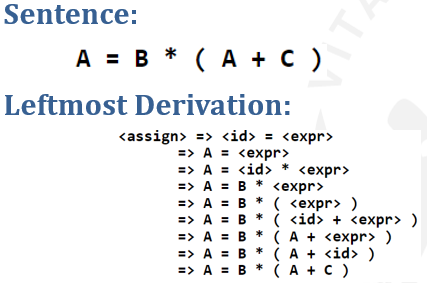 Sentence:
A = B * ( A + C )
Leftmost Derivation:
<assign> => <id> = <expr>
=> A = <expr>
=> A = <id> * <expr>
=> A = B * <expr>
=> A = B * ( <expr> )
=> A = B * ( <id> + <expr> )
=> A = B * ( A + <expr> )
=> A = B * ( A + <id> )
=> A = B * ( A + C )